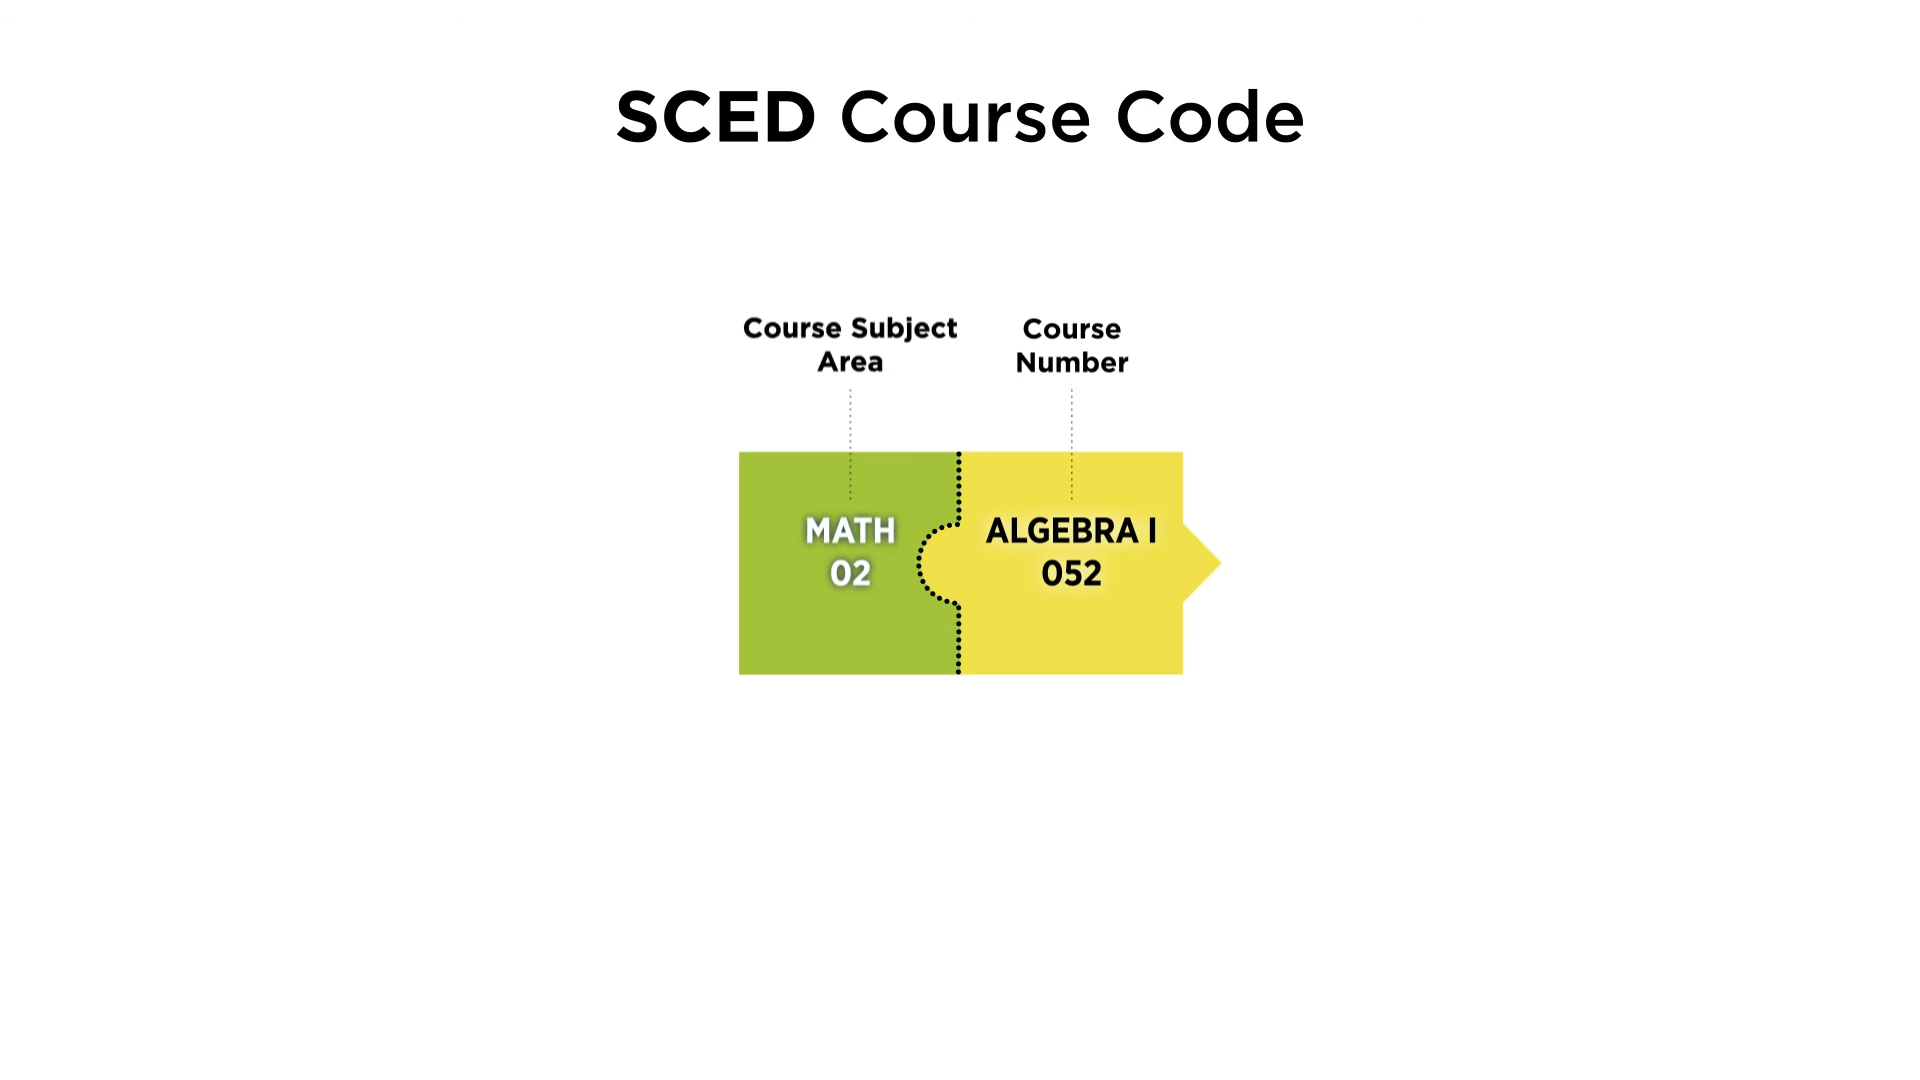 SCED Course Code
Course Subject
Area
Course
Number
MATH
02
ALGEBRA I
052